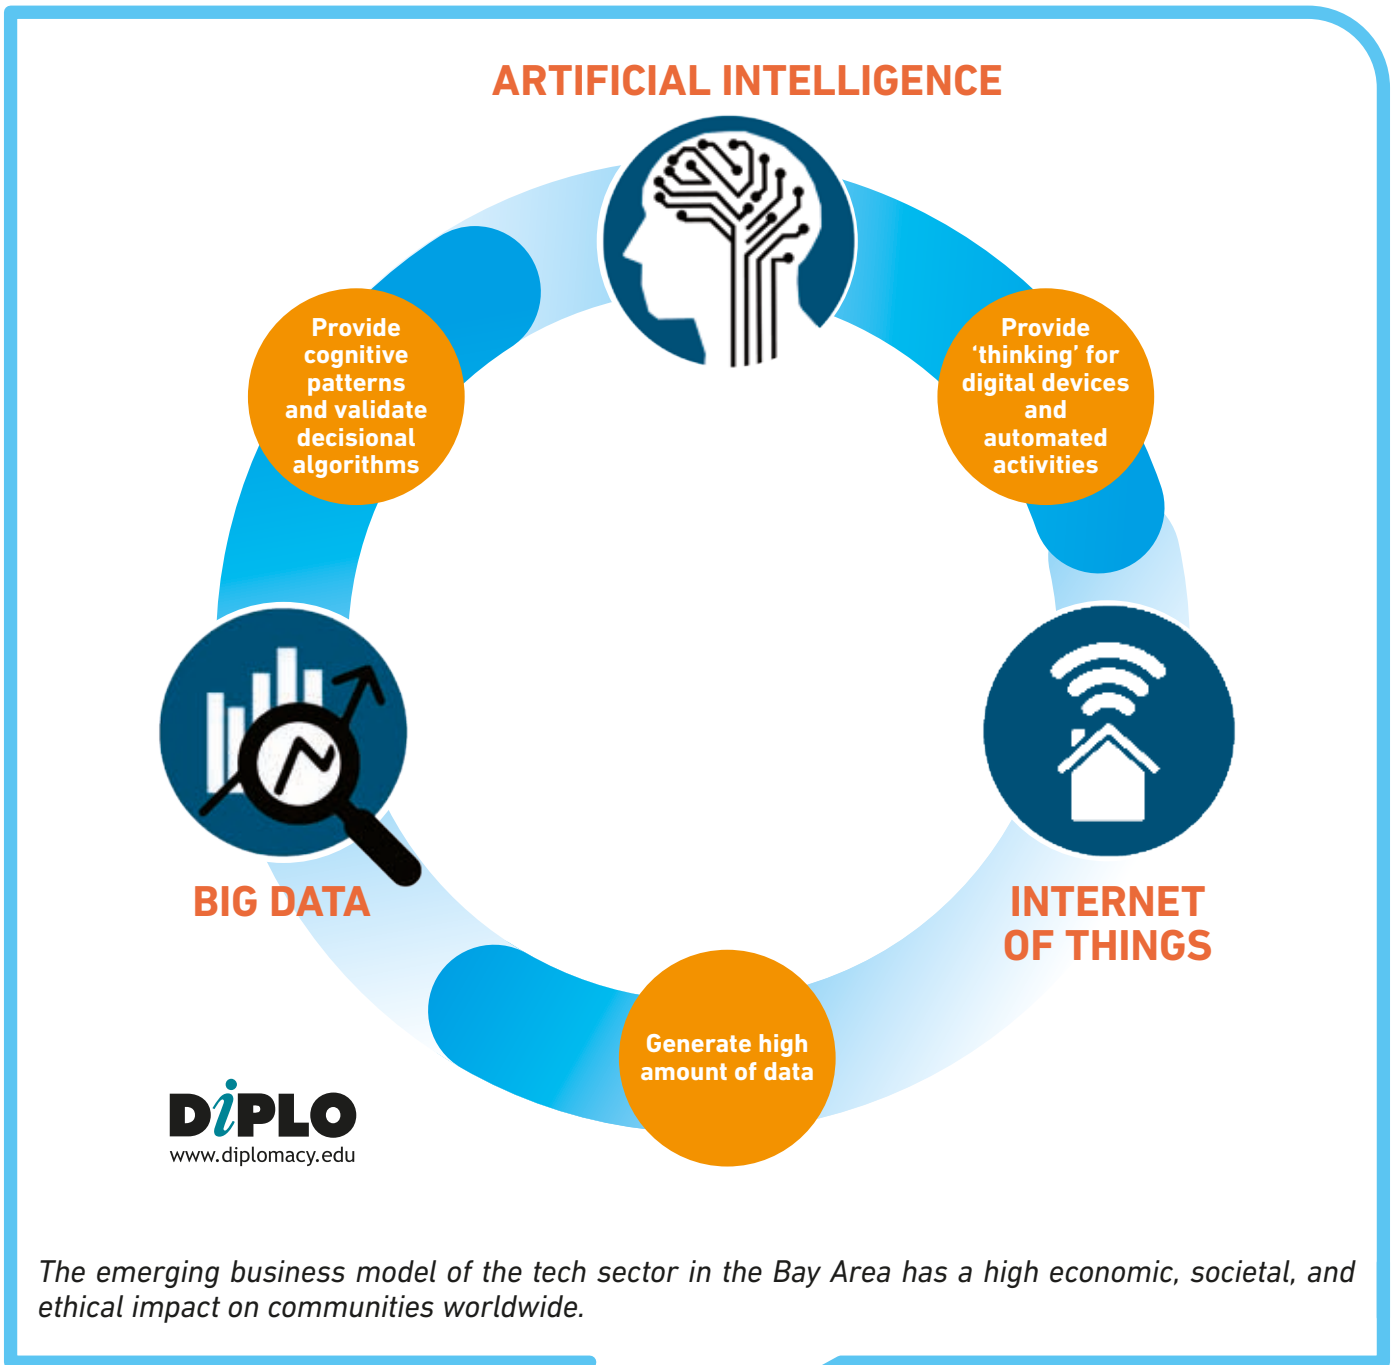 ARTIFICIAL INTELLIGENCE
Provide
cognitive
patterns
and validate
decisional
algorithms
Provide
‘thinking’ for
digital devices
and
automated
activities
BIG DATA
INTERNET
OF THINGS
Generate high
amount of data
DiPLO
www.diplomacy.edu
The emerging business model of the tech sector in the Bay Area has a high economic, societal, and
ethical impact on communities worldwide.